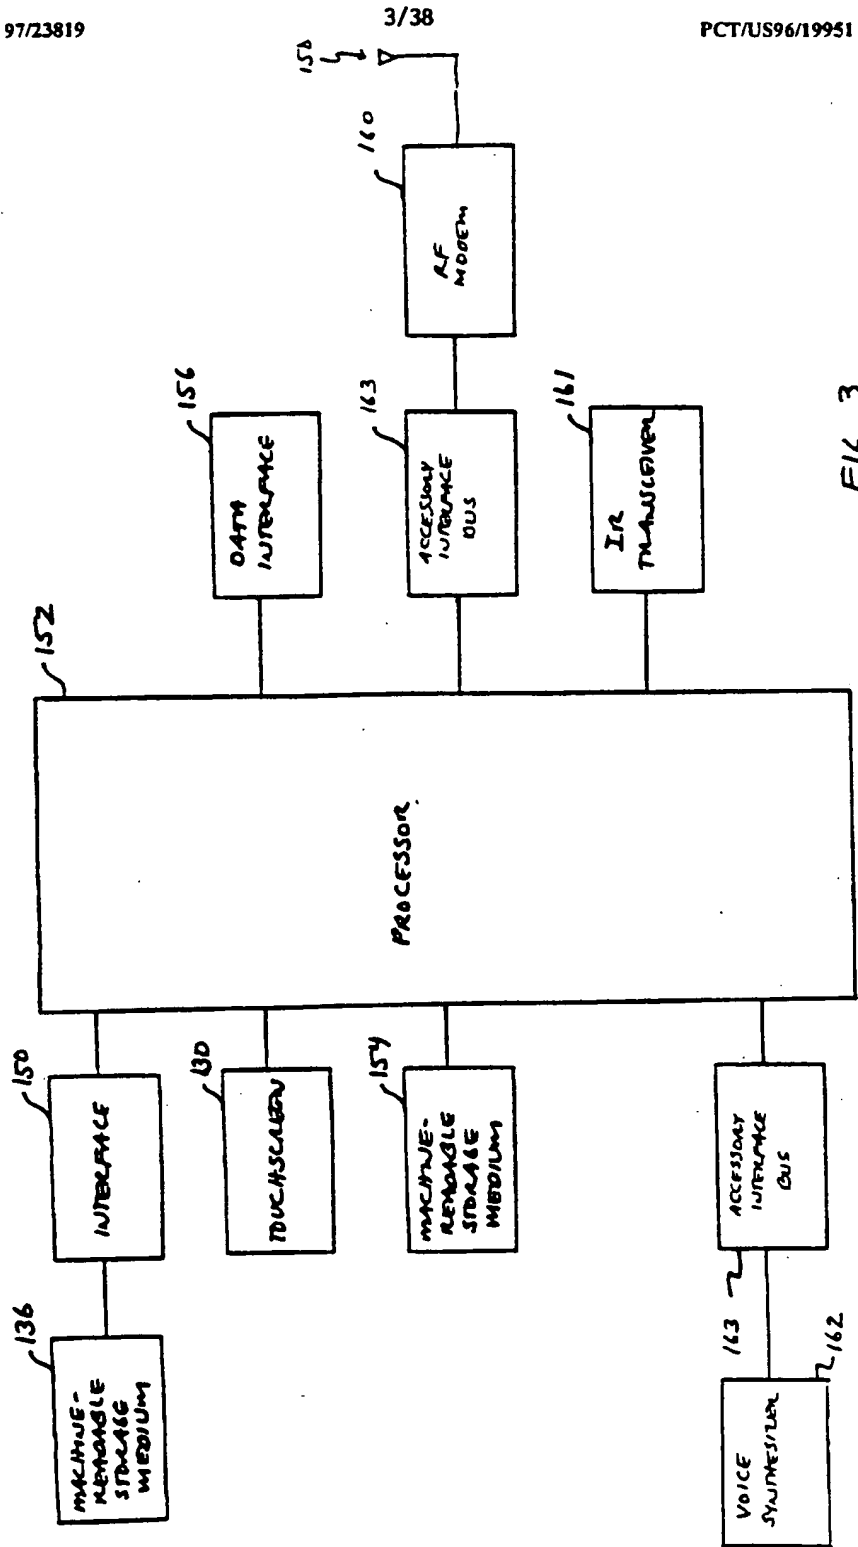 97/23819
3/38
PCT/US96/19951
136
MACHINE-
READABLE
STORAGE
MEDIUM
150
INTERFACE
130
TOUCHSCREEN
154
MACHINE-
READABLE
STORAGE
MEDIUM
163
ACCESSORY
INTERFACE
BUS
162
VOICE
SYNTHESIZER
152
PROCESSOR
156
DATA
INTERFACE
163
ACCESSORY
INTERFACE
BUS
161
IR
TRANSCEIVER
160
RF
MODEM
158
FIG. 3